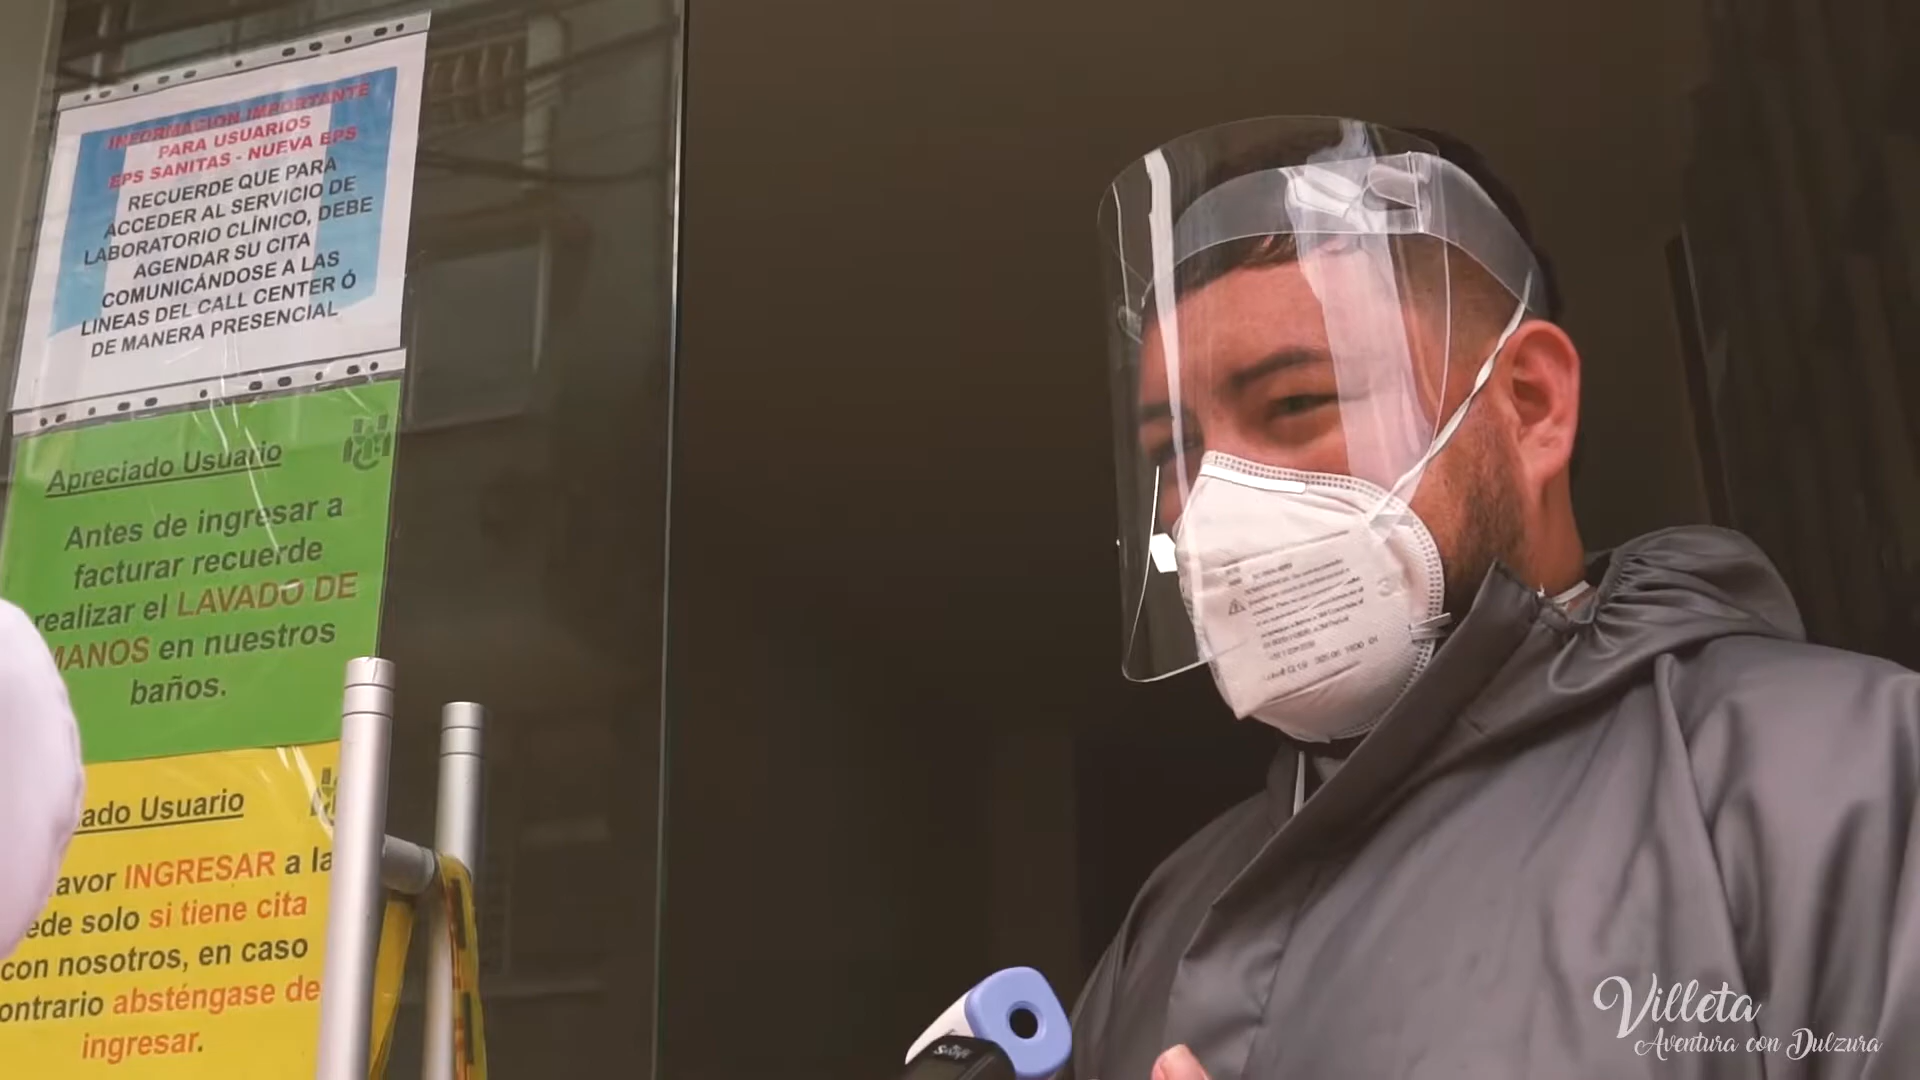 INFORMACION IMPORTANTE
PARA USUARIOS
EPS SANITAS - NUEVA EPS
RECUERDE QUE PARA
ACCEDER AL SERVICIO DE
LABORATORIO CLÍNICO, DEBE
AGENDAR SU CITA
COMUNICÁNDOSE A LAS
LINEAS DEL CALL CENTER Ó
DE MANERA PRESENCIAL
Apreciado Usuario
Antes de ingresar a
facturar recuerde
realizar el LAVADO DE
MANOS en nuestros
baños.
ado Usuario
avor INGRESAR a la
ede solo si tiene cita
con nosotros, en caso
ontrario absténgase de
ingresar.
Villeta
Aventura con Dulzura